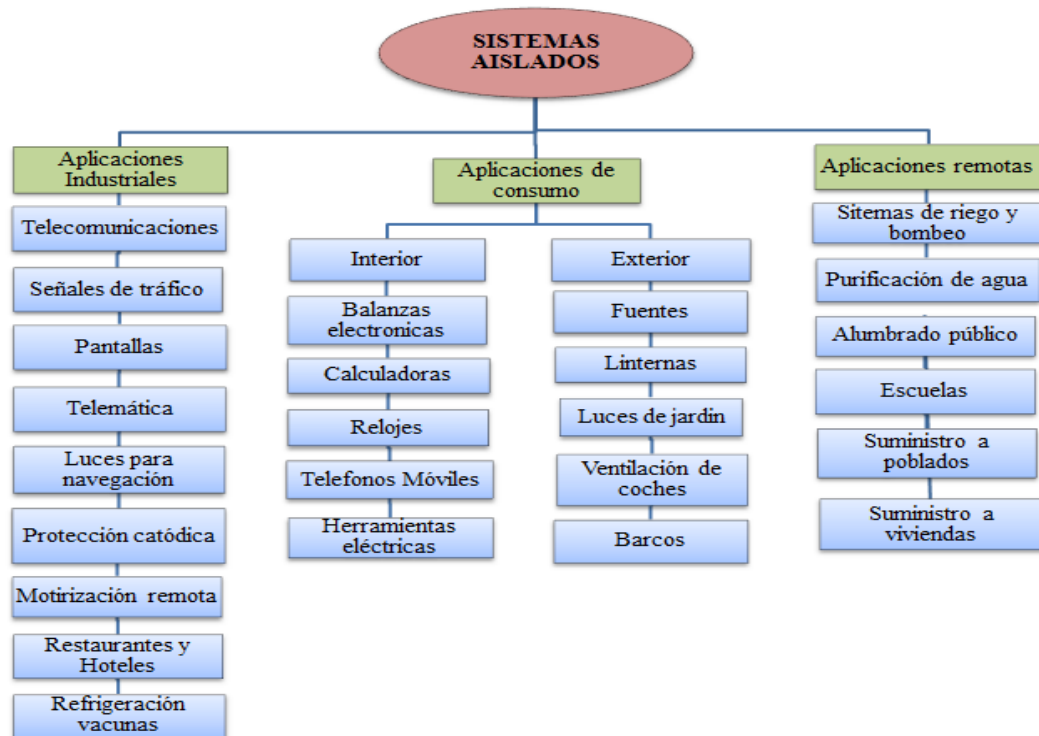 SISTEMAS
AISLADOS
Aplicaciones
Industriales
Telecomunicaciones
Señales de tráfico
Pantallas
Telemática
Luces para
navegación
Protección catódica
Motirización remota
Restaurantes y
Hoteles
Refrigeración
vacunas
Aplicaciones de
consumo
Interior
Balanzas
electronicas
Calculadoras
Relojes
Telefonos Móviles
Herramientas
eléctricas
Exterior
Fuentes
Linternas
Luces de jardin
Ventilación de
coches
Barcos
Aplicaciones remotas
Sitemas de riego y
bombeo
Purificación de agua
Alumbrado público
Escuelas
Suministro a
poblados
Suministro a
viviendas